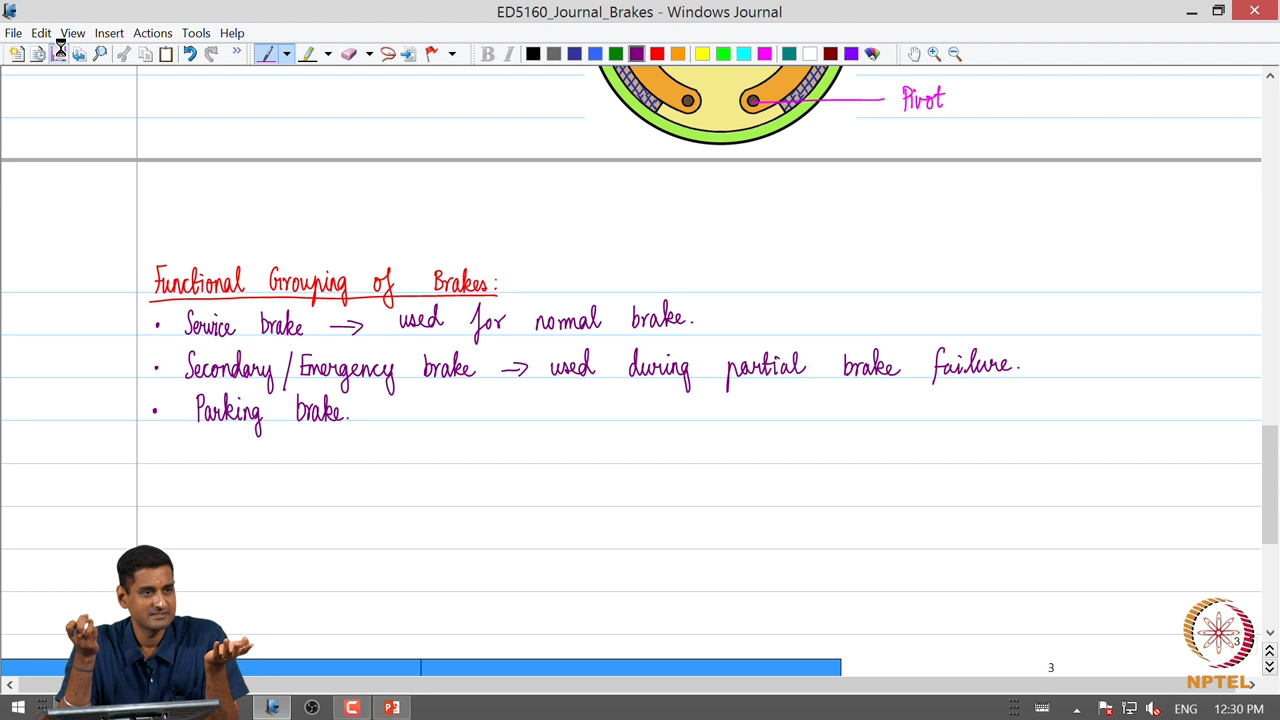 ED5160_Journal_Brakes - Windows Journal
File Edit View Insert Actions Tools Help
Pivot
Functional Grouping of Brakes:
• Service brake → used for normal brake.
• Secondary/Emergency brake → used during partial brake failure.
• Parking brake.
3
3
NPTEL
ENG 12:30 PM